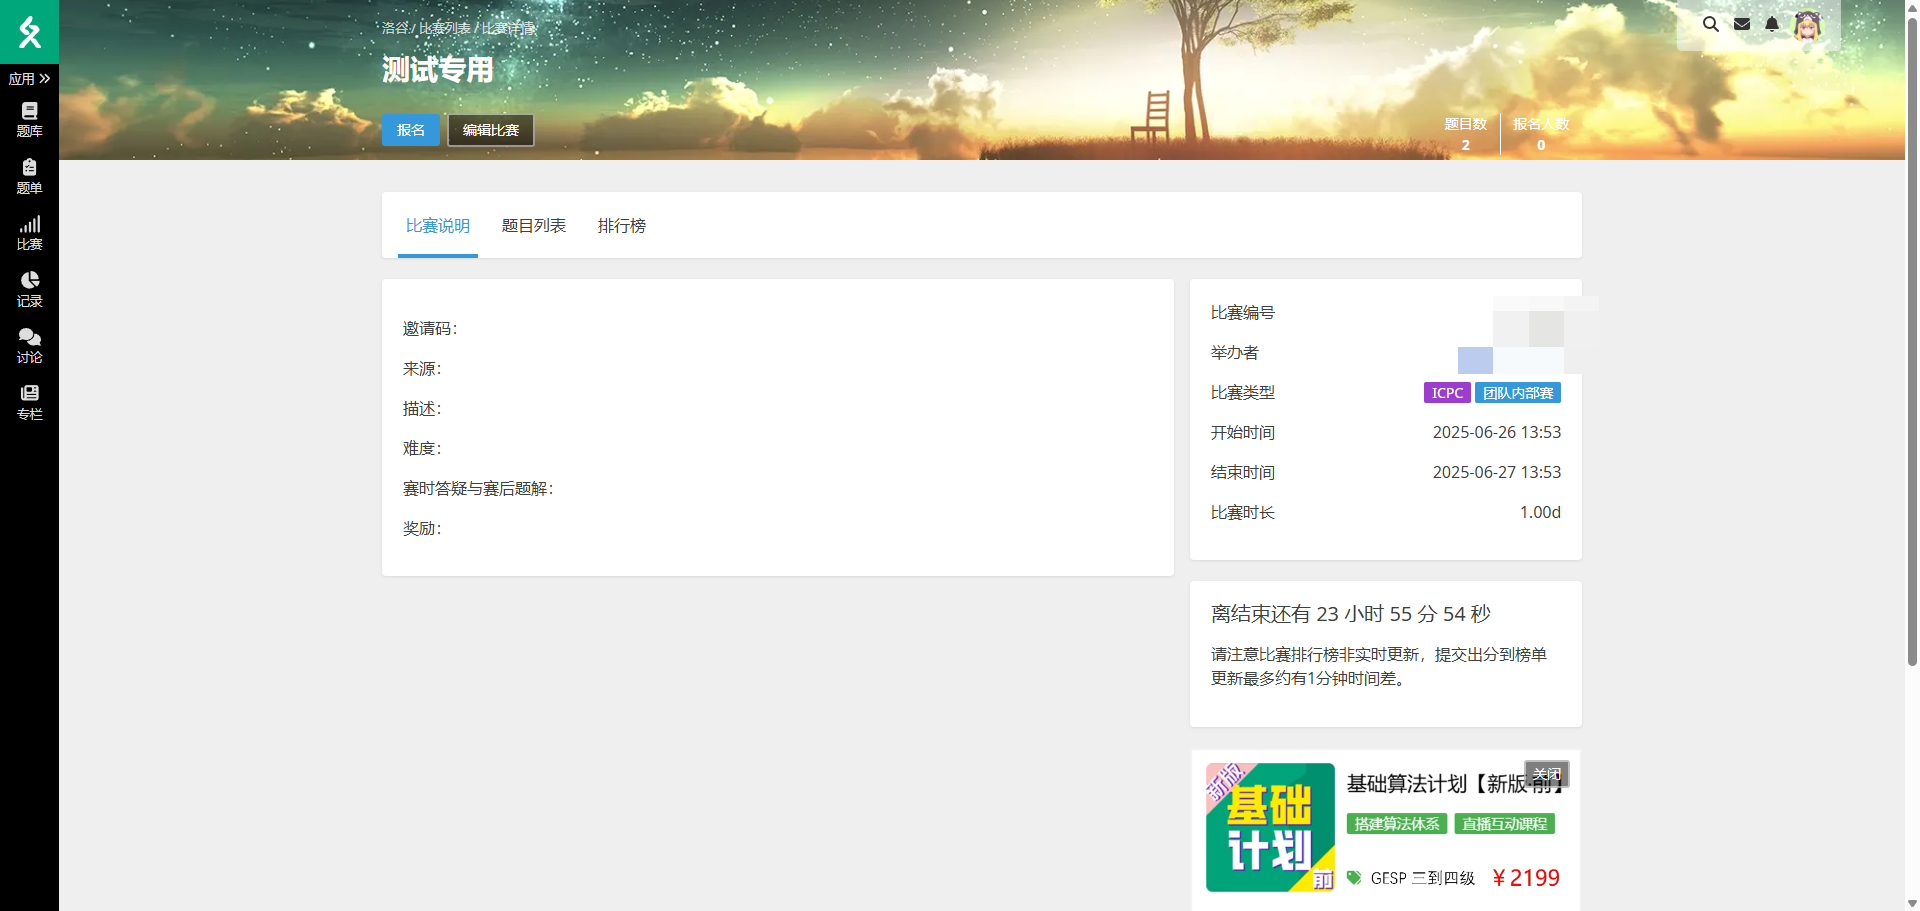 应用
题库
题单
比赛
记录
讨论
专栏
洛谷 / 比赛列表 / 比赛详情
测试专用
报名
编辑比赛
题目数
2
报名人数
0
比赛说明
题目列表
排行榜
邀请码：
来源：
描述：
难度：
赛时答疑与赛后题解：
奖励：
比赛编号
举办者
比赛类型 ICPC 团队内部赛
开始时间 2025-06-26 13:53
结束时间 2025-06-27 13:53
比赛时长 1.00d
离结束还有 23 小时 55 分 54 秒
请注意比赛排行榜非实时更新，提交出分到榜单
更新最多约有1分钟时间差。
新版
基础
计划
前
基础算法计划【新版·前】
关闭
搭建算法体系 直播互动课程
GESP 三到四级 ￥2199